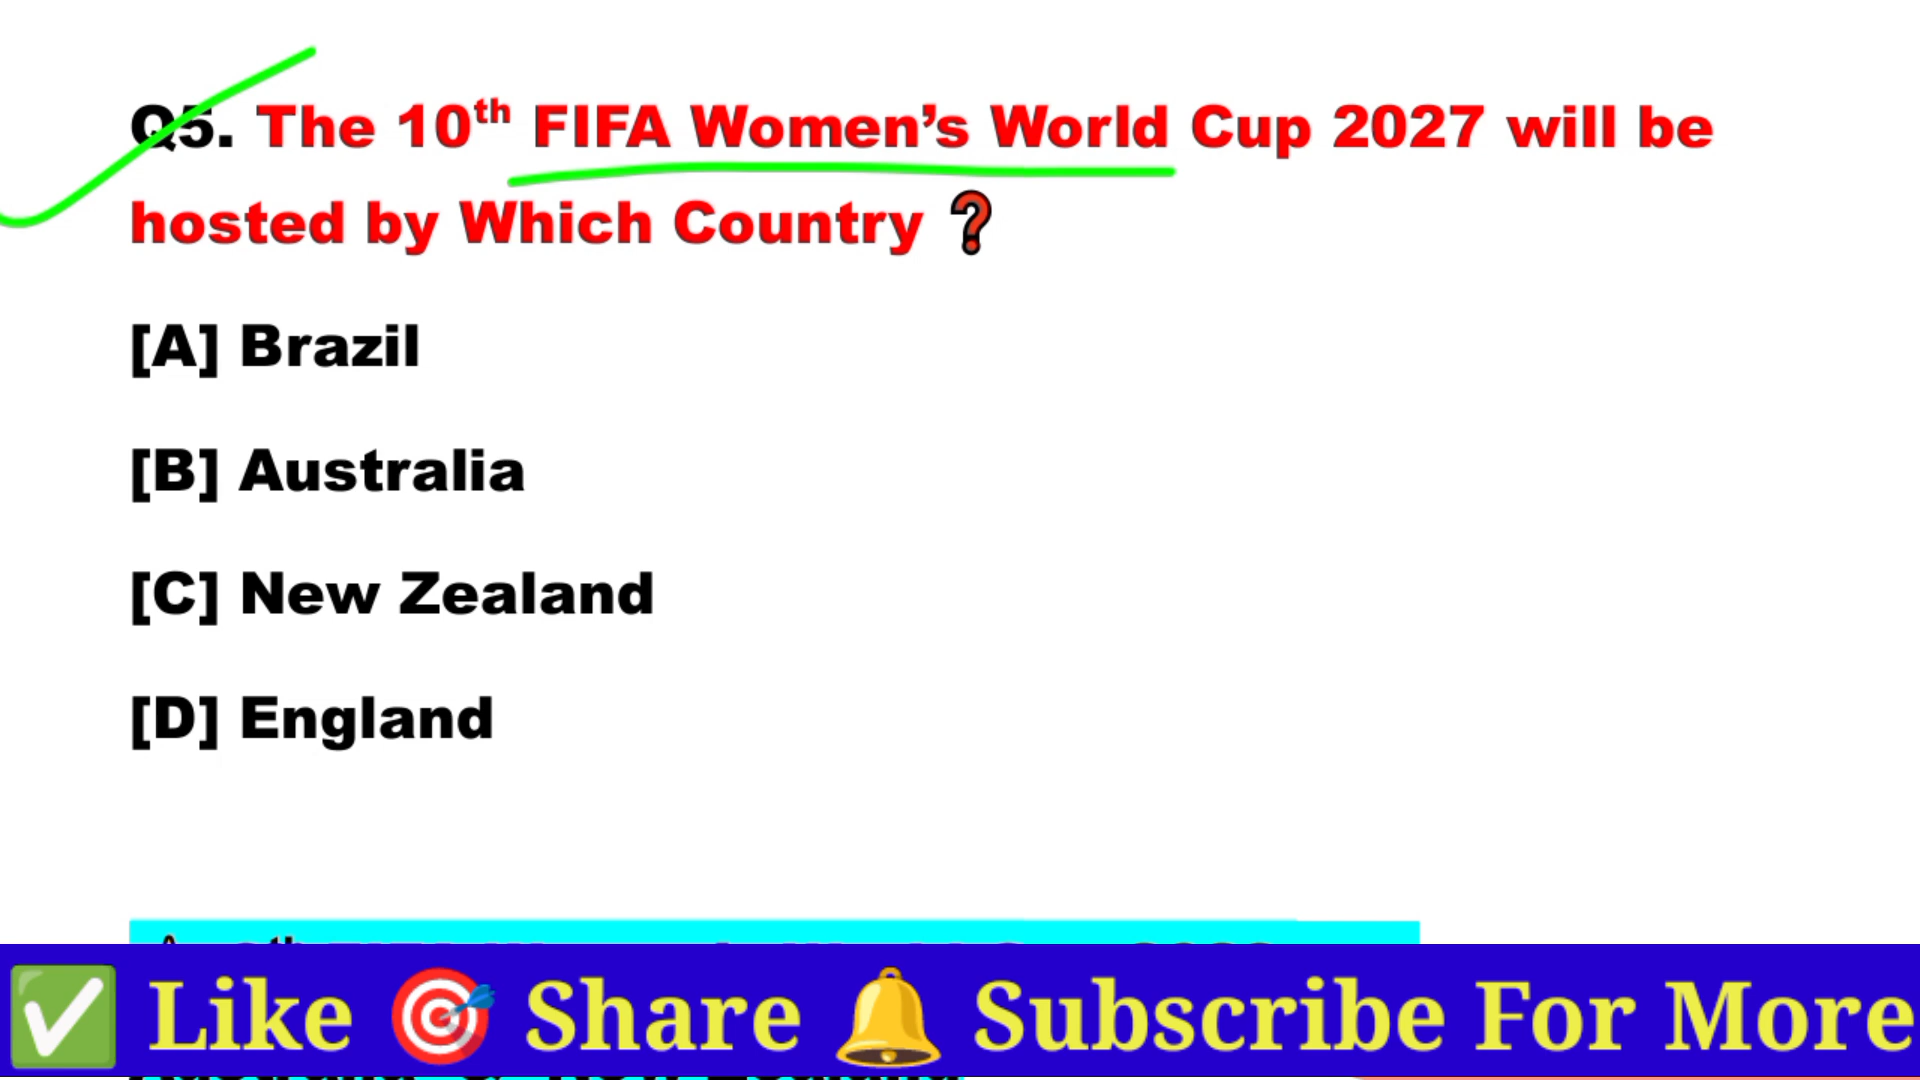 Q5. The 10th FIFA Women’s World Cup 2027 will be
hosted by Which Country ❓
[A] Brazil
[B] Australia
[C] New Zealand
[D] England
✅ Like 🎯 Share 🔔 Subscribe For More